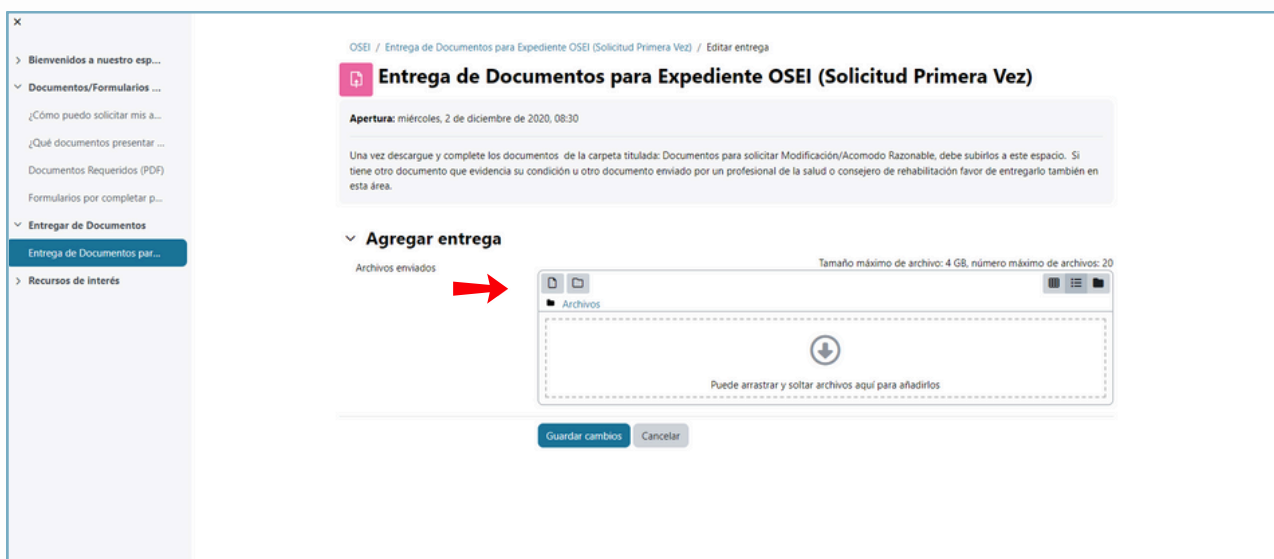 ×
Bienvenidos a nuestro esp...
Documentos/Formularios ...
¿Cómo puedo solicitar mis a...
¿Qué documentos presentar ...
Documentos Requeridos (PDF)
Formularios por completar p...
Entregar de Documentos
Entrega de Documentos par...
Recursos de interés
OSEI / Entrega de Documentos para Expediente OSEI (Solicitud Primera Vez) / Editar entrega
Entrega de Documentos para Expediente OSEI (Solicitud Primera Vez)
Apertura: miércoles, 2 de diciembre de 2020, 08:30
Una vez descargue y complete los documentos de la carpeta titulada: Documentos para solicitar Modificación/Acomodo Razonable, debe subirlos a este espacio. Si
tiene otro documento que evidencia su condición u otro documento enviado por un profesional de la salud o consejero de rehabilitación favor de entregarlo también en
esta área.
Agregar entrega
Archivos enviados
Tamaño máximo de archivo: 4 GB, número máximo de archivos: 20
Archivos
Puede arrastrar y soltar archivos aquí para añadirlos
Guardar cambios
Cancelar